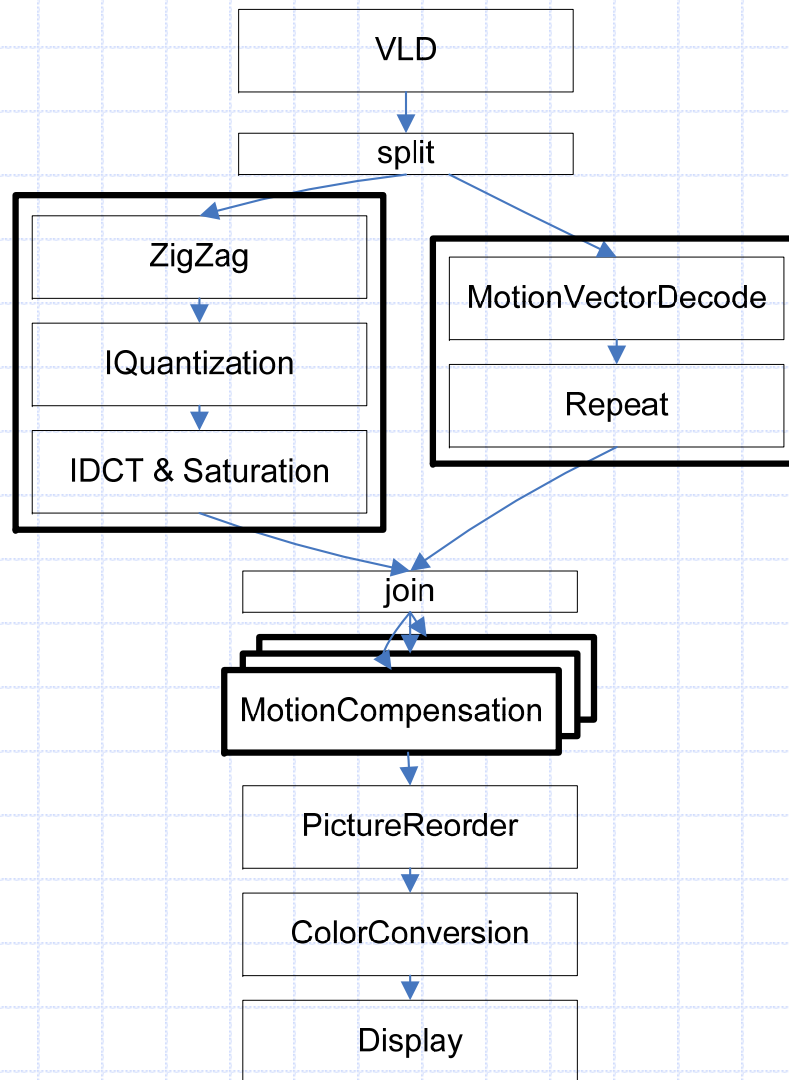 VLD
split
ZigZag
IQuantization
IDCT & Saturation
MotionVectorDecode
Repeat
join
MotionCompensation
PictureReorder
ColorConversion
Display